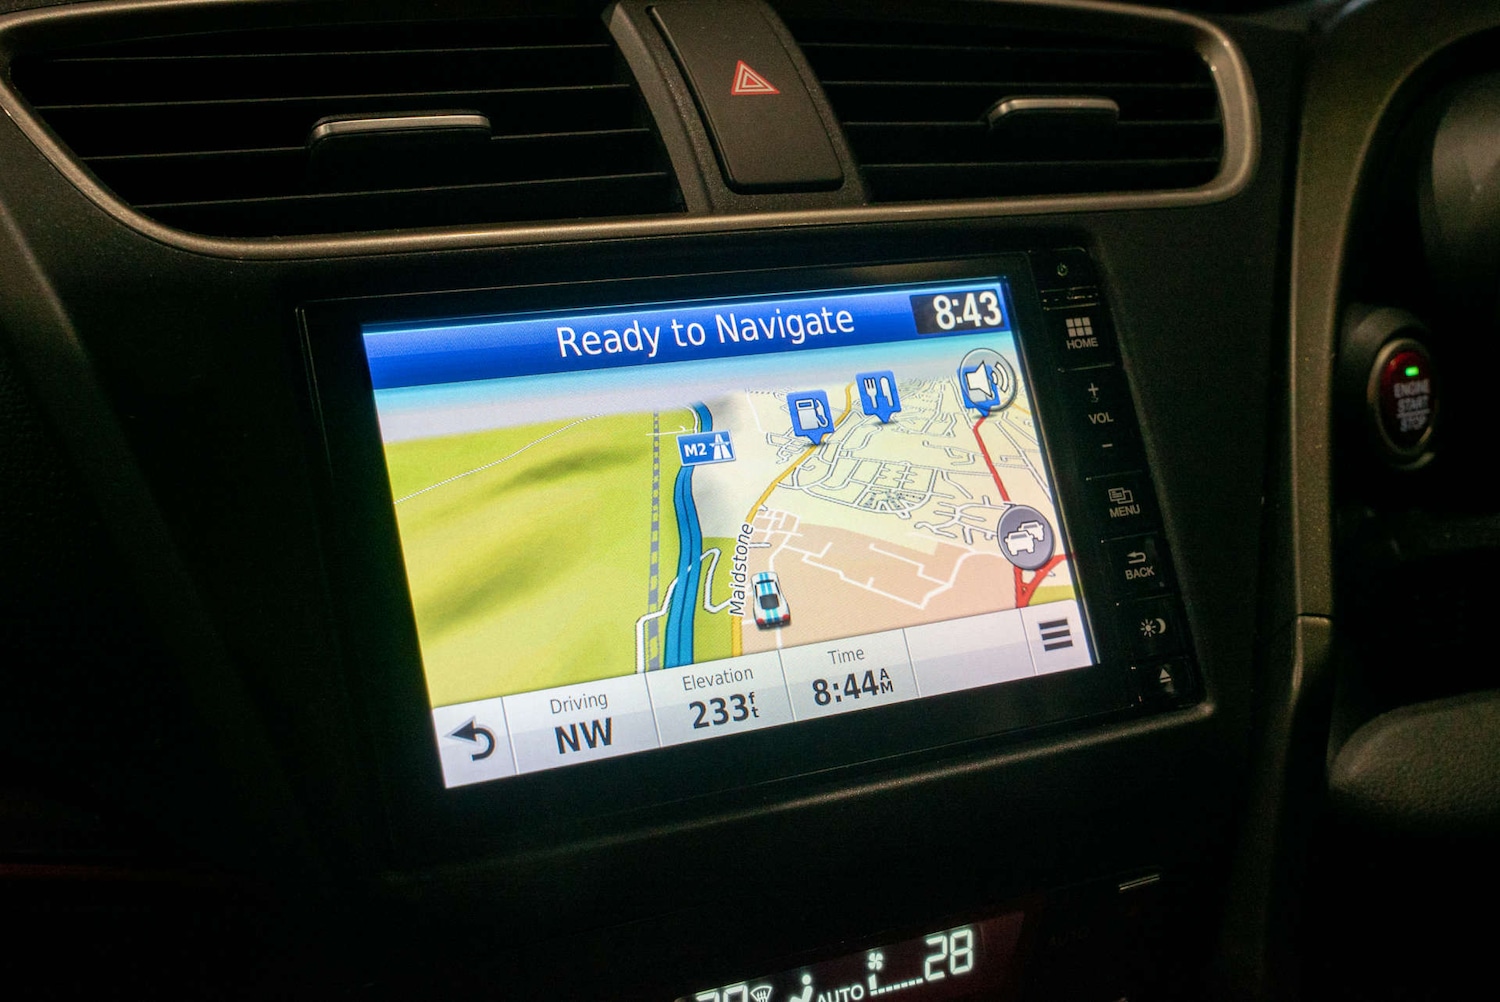 Ready to Navigate
8:43
M2
Maidstone
Driving
NW
Elevation
233ft
Time
8:44AM
HOME
+
VOL
-
MENU
BACK
ENGINE
START
STOP
AUTO
28